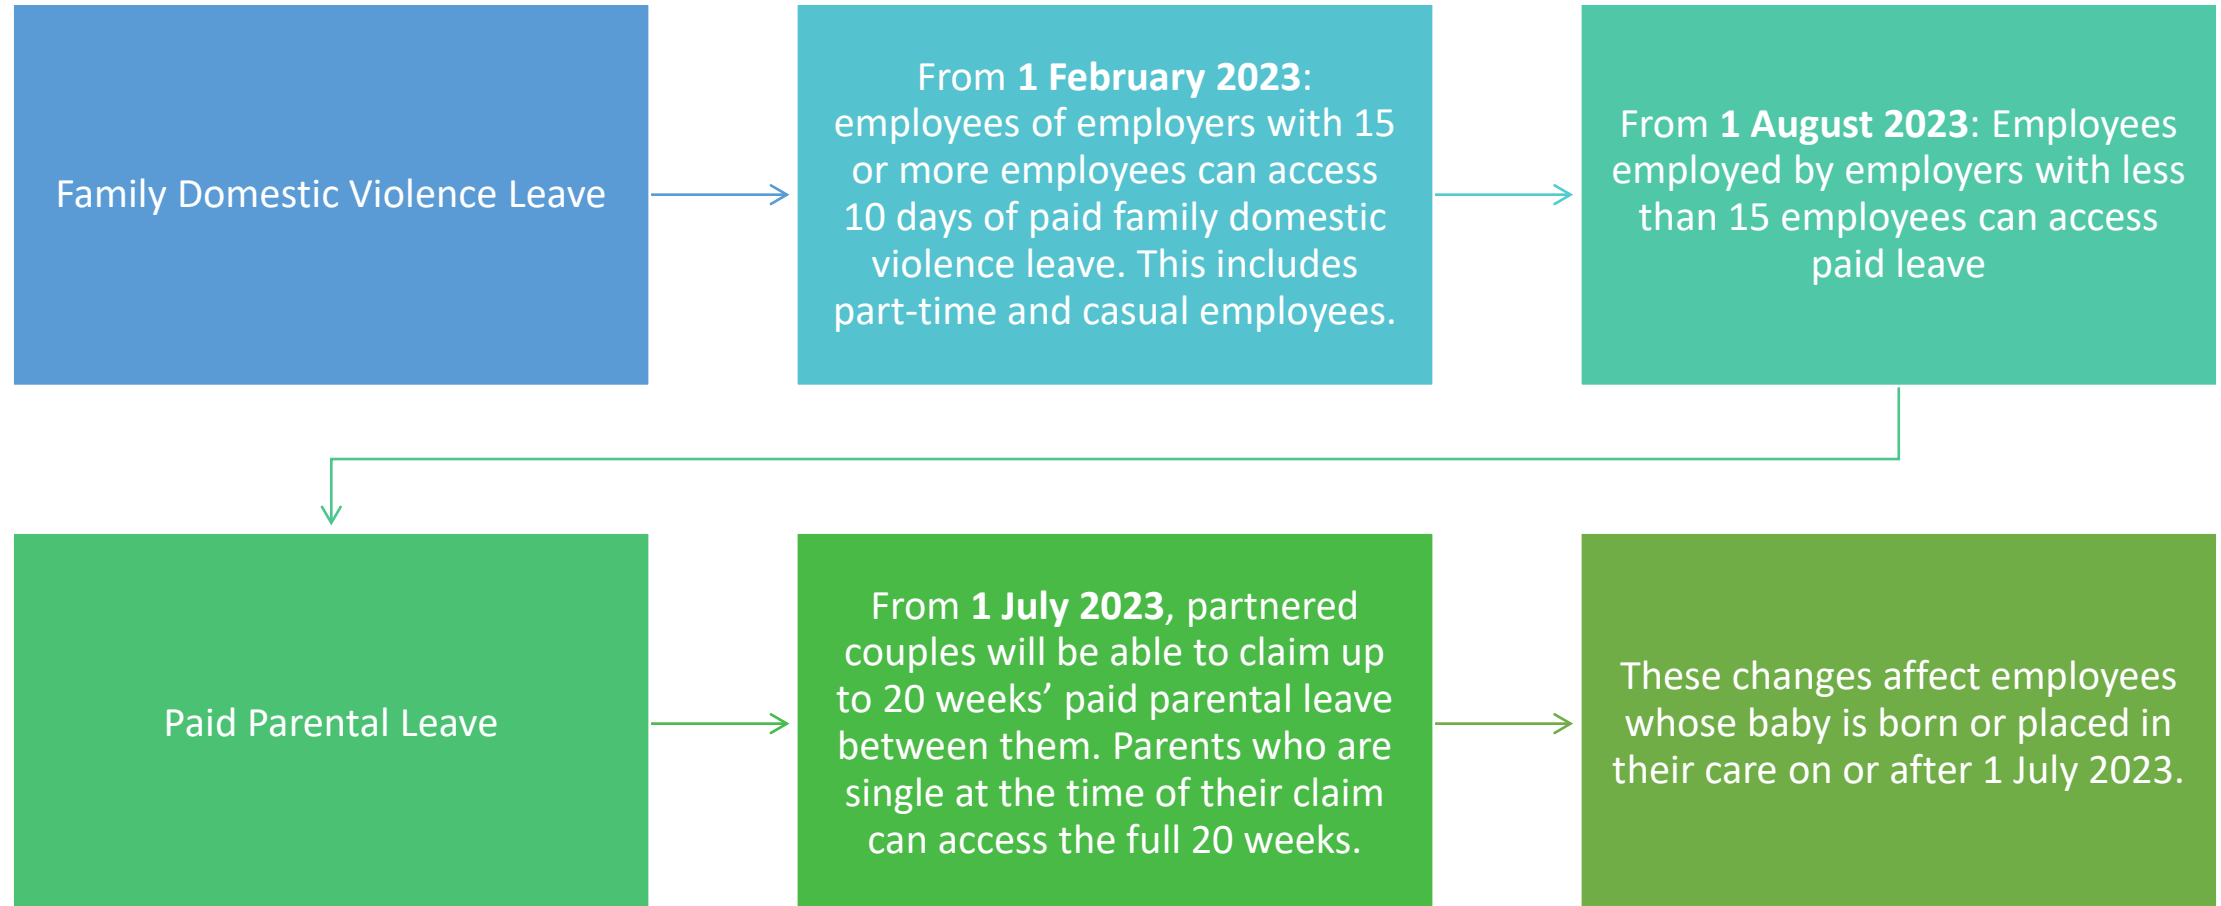 Family Domestic Violence Leave
From 1 February 2023:
employees of employers with 15
or more employees can access
10 days of paid family domestic
violence leave. This includes
part-time and casual employees.
From 1 August 2023: Employees
employed by employers with less
than 15 employees can access
paid leave
Paid Parental Leave
From 1 July 2023, partnered
couples will be able to claim up
to 20 weeks’ paid parental leave
between them. Parents who are
single at the time of their claim
can access the full 20 weeks.
These changes affect employees
whose baby is born or placed in
their care on or after 1 July 2023.